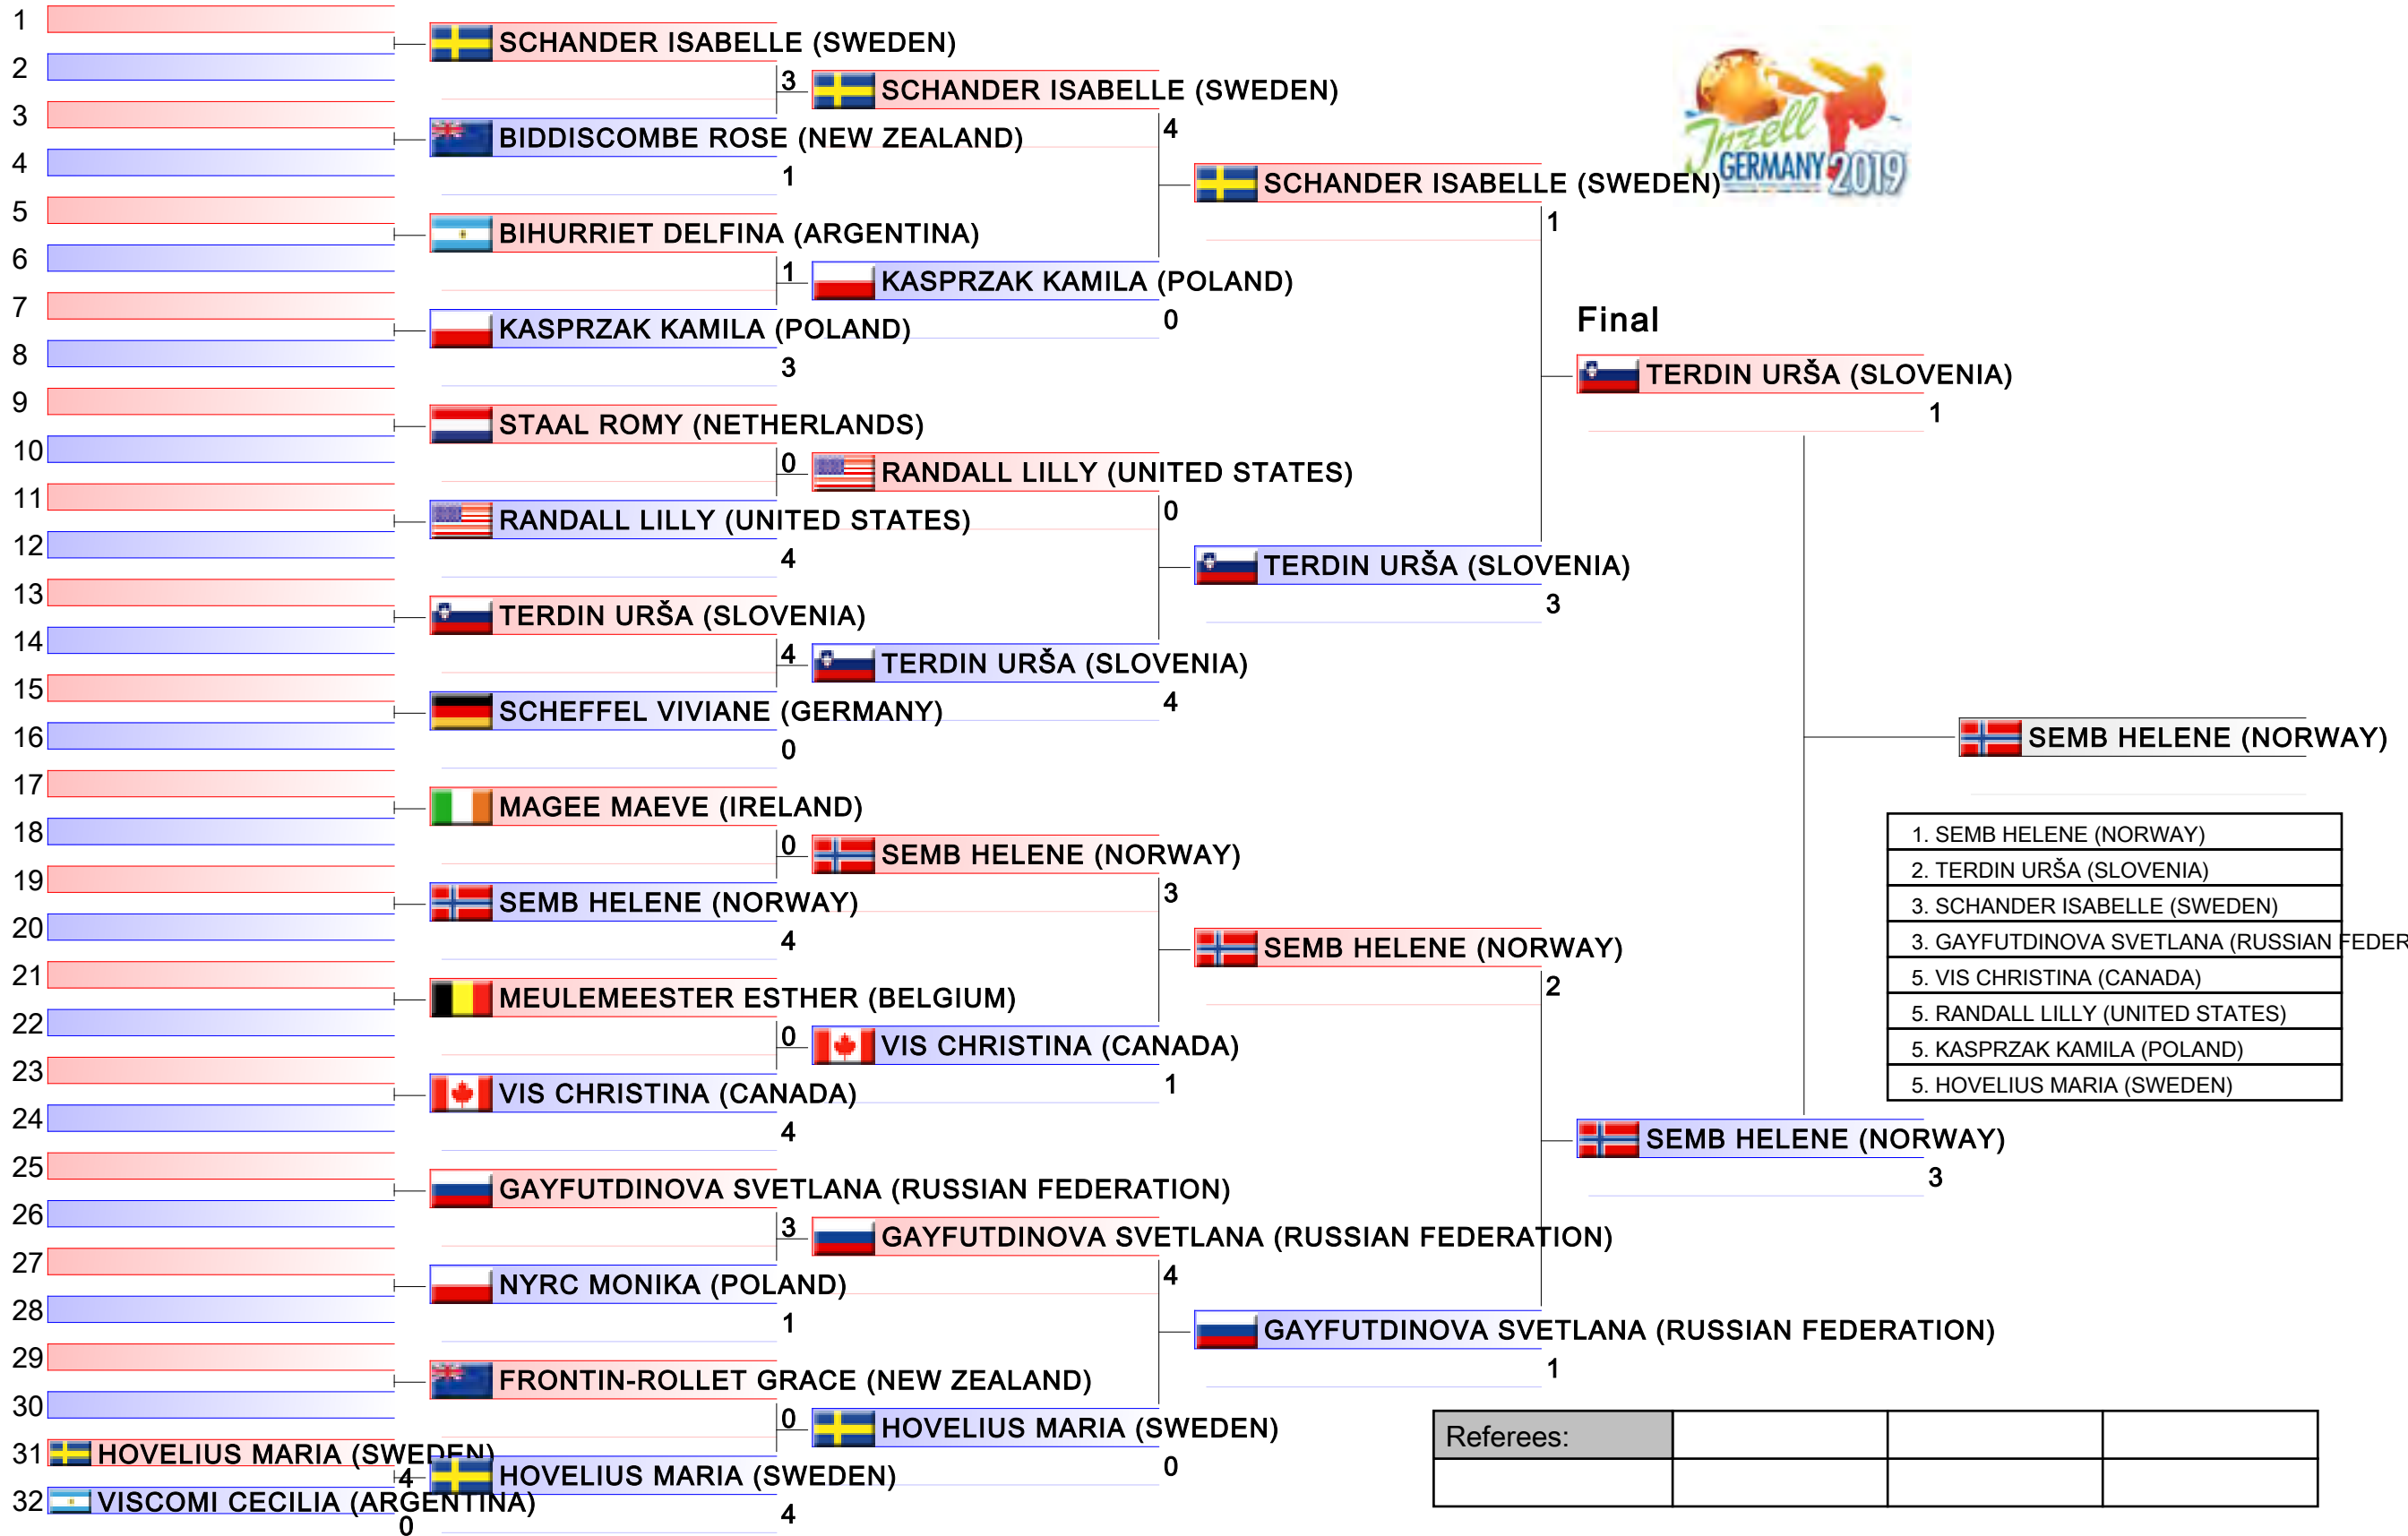 1
2
3
4
5
6
7
8
9
10
11
12
13
14
15
16
17
18
19
20
21
22
23
24
25
26
27
28
29
30
31 HOVELIUS MARIA (SWEDEN)
4
32 VISCOMI CECILIA (ARGENTINA)
0
SCHANDER ISABELLE (SWEDEN)
3
BIDDISCOMBE ROSE (NEW ZEALAND)
1
BIHURRIET DELFINA (ARGENTINA)
1
KASPRZAK KAMILA (POLAND)
3
STAAL ROMY (NETHERLANDS)
0
RANDALL LILLY (UNITED STATES)
4
TERDIN URŠA (SLOVENIA)
4
SCHEFFEL VIVIANE (GERMANY)
0
MAGEE MAEVE (IRELAND)
0
SEMB HELENE (NORWAY)
4
MEULEMEESTER ESTHER (BELGIUM)
0
VIS CHRISTINA (CANADA)
4
GAYFUTDINOVA SVETLANA (RUSSIAN FEDERATION)
3
NYRC MONIKA (POLAND)
1
FRONTIN-ROLLET GRACE (NEW ZEALAND)
0
HOVELIUS MARIA (SWEDEN)
4
SCHANDER ISABELLE (SWEDEN)
4
KASPRZAK KAMILA (POLAND)
0
RANDALL LILLY (UNITED STATES)
0
TERDIN URŠA (SLOVENIA)
4
SEMB HELENE (NORWAY)
3
VIS CHRISTINA (CANADA)
1
GAYFUTDINOVA SVETLANA (RUSSIAN FEDERATION)
4
HOVELIUS MARIA (SWEDEN)
0
SCHANDER ISABELLE (SWEDEN)
1
TERDIN URŠA (SLOVENIA)
3
SEMB HELENE (NORWAY)
2
GAYFUTDINOVA SVETLANA (RUSSIAN FEDERATION)
1
Inzell
GERMANY 2019
Final
TERDIN URŠA (SLOVENIA)
1
SEMB HELENE (NORWAY)
3
SEMB HELENE (NORWAY)
1. SEMB HELENE (NORWAY)
2. TERDIN URŠA (SLOVENIA)
3. SCHANDER ISABELLE (SWEDEN)
3. GAYFUTDINOVA SVETLANA (RUSSIAN FEDER
5. VIS CHRISTINA (CANADA)
5. RANDALL LILLY (UNITED STATES)
5. KASPRZAK KAMILA (POLAND)
5. HOVELIUS MARIA (SWEDEN)
Referees: